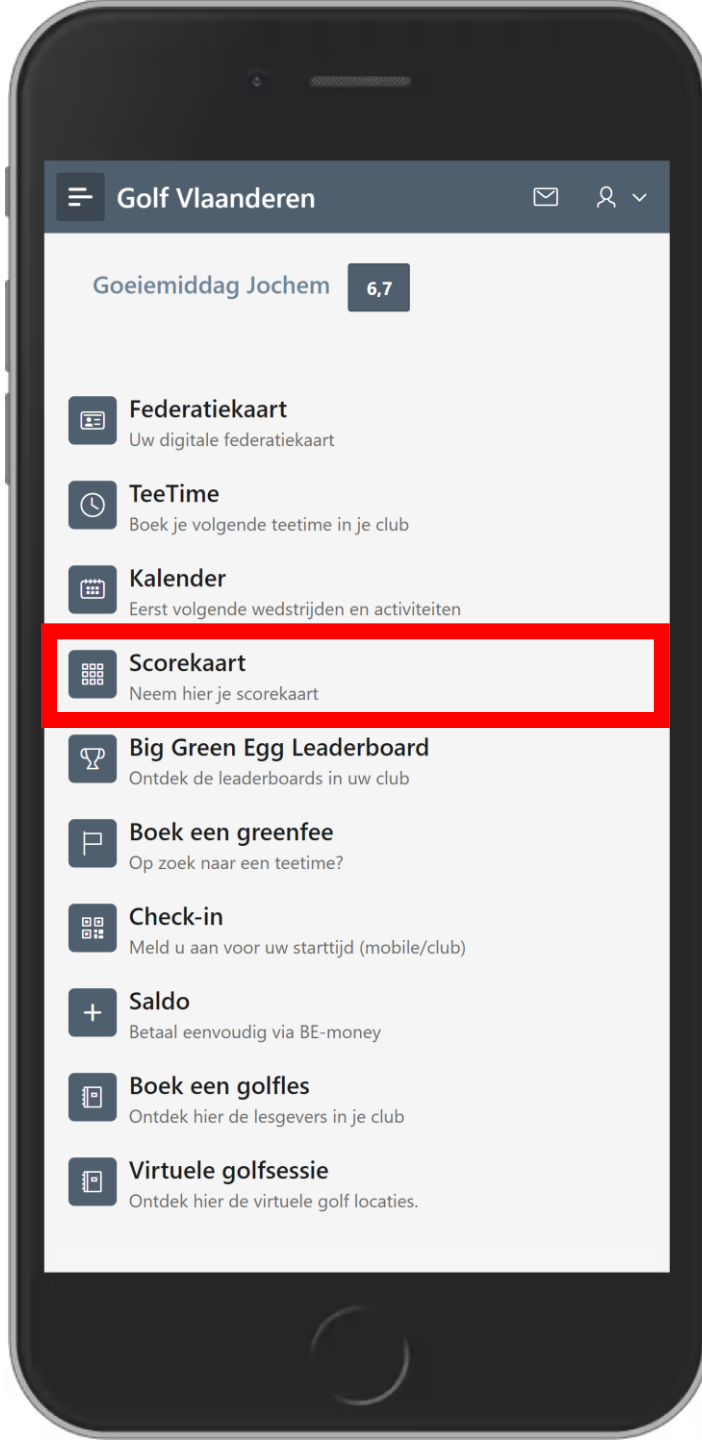 Golf Vlaanderen
Goeiemiddag Jochem 6,7
Federatiekaart
Uw digitale federatiekaart
TeeTime
Boek je volgende teetime in je club
Kalender
Eerst volgende wedstrijden en activiteiten
Scorekaart
Neem hier je scorekaart
Big Green Egg Leaderboard
Ontdek de leaderboards in uw club
Boek een greenfee
Op zoek naar een teetime?
Check-in
Meld u aan voor uw starttijd (mobile/club)
Saldo
Betaal eenvoudig via BE-money
Boek een golfles
Ontdek hier de lesgevers in je club
Virtuele golfsessie
Ontdek hier de virtuele golf locaties.